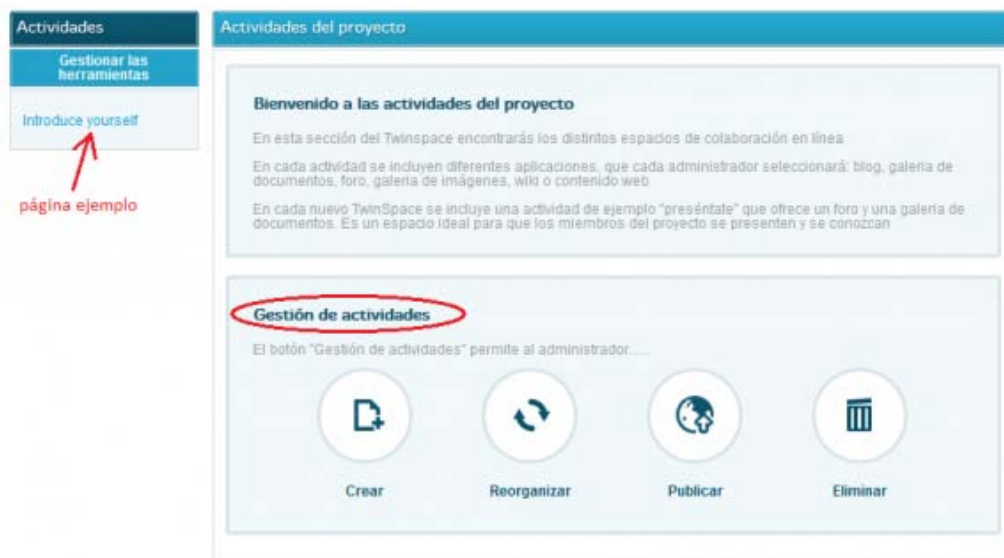 Actividades
Gestionar las
herramientas
Introduce yourself
página ejemplo
Actividades del proyecto
Bienvenido a las actividades del proyecto
En esta sección del Twinspace encontrarás los distintos espacios de colaboración en línea
En cada actividad se incluyen diferentes aplicaciones, que cada administrador seleccionará: blog, galeria de
documentos, foro, galeria de imágenes, wiki o contenido web
En cada nuevo TwinSpace se incluye una actividad de ejemplo "preséntate" que ofrece un foro y una galeria de
documentos. Es un espacio ideal para que los miembros del proyecto se presenten y se conozcan
Gestión de actividades
El botón "Gestión de actividades" permite al administrador.....
Crear
Reorganizar
Publicar
Eliminar